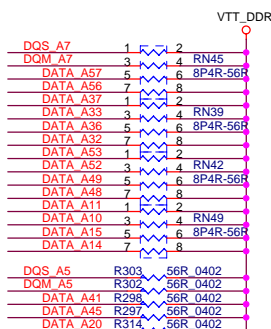 VTT_DDR
DQS_A7 1 2
DQM_A7 3 4 RN45
DATA_A57 5 6 8P4R-56R
DATA_A56 7 8
DATA_A37 1 2
DATA_A33 3 4 RN39
DATA_A36 5 6 8P4R-56R
DATA_A32 7 8
DATA_A53 1 2
DATA_A52 3 4 RN42
DATA_A49 5 6 8P4R-56R
DATA_A48 7 8
DATA_A11 1 2
DATA_A10 3 4 RN49
DATA_A15 5 6 8P4R-56R
DATA_A14 7 8
DQS_A5 R303 56R_0402
DQM_A5 R302 56R_0402
DATA_A41 R298 56R_0402
DATA_A45 R297 56R_0402
DATA_A20 R314 56R_0402